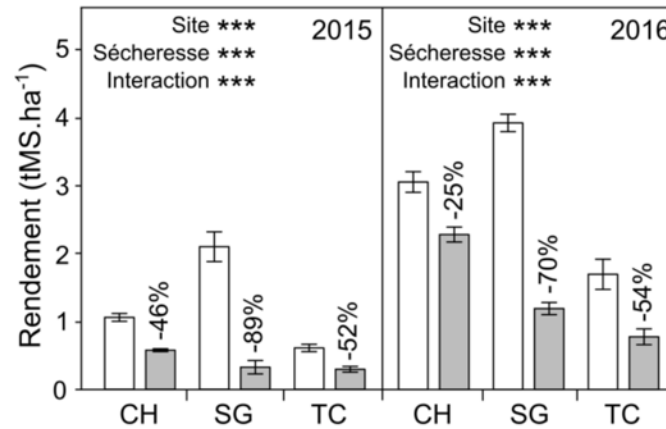 Rendement (tMS.ha⁻¹)
5
4
3
2
1
0
Site ***
Sécheresse ***
Interaction ***
2015
-46%
-89%
-52%
CH SG TC
Site ***
Sécheresse ***
Interaction ***
2016
-25%
-70%
-54%
CH SG TC